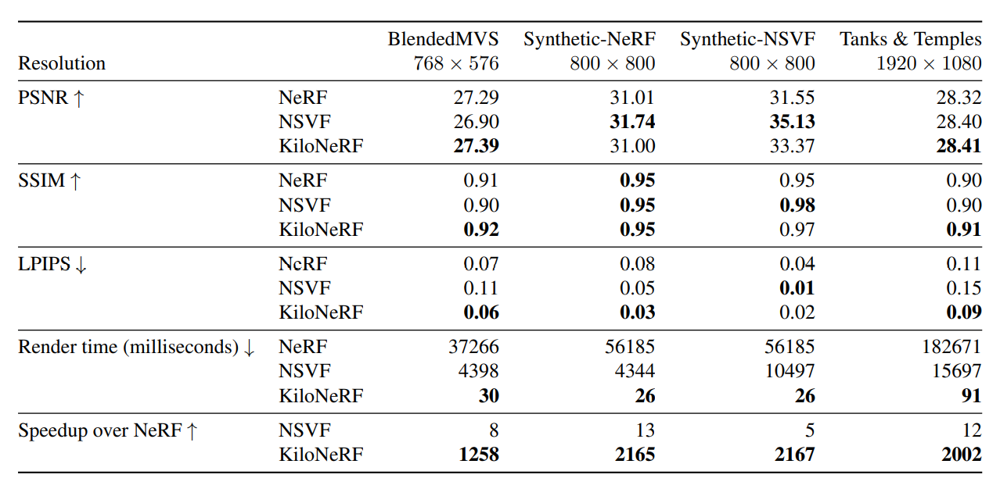 BlendedMVS Synthetic-NeRF Synthetic-NSVF Tanks & Temples
Resolution 768 × 576 800 × 800 800 × 800 1920 × 1080
PSNR ↑ NeRF 27.29 31.01 31.55 28.32
NSVF 26.90 31.74 35.13 28.40
KiloNeRF 27.39 31.00 33.37 28.41
SSIM ↑ NeRF 0.91 0.95 0.95 0.90
NSVF 0.90 0.95 0.98 0.90
KiloNeRF 0.92 0.95 0.97 0.91
LPIPS ↓ NeRF 0.07 0.08 0.04 0.11
NSVF 0.11 0.05 0.01 0.15
KiloNeRF 0.06 0.03 0.02 0.09
Render time (milliseconds) ↓ NeRF 37266 56185 56185 182671
NSVF 4398 4344 10497 15697
KiloNeRF 30 26 26 91
Speedup over NeRF ↑ NSVF 8 13 5 12
KiloNeRF 1258 2165 2167 2002